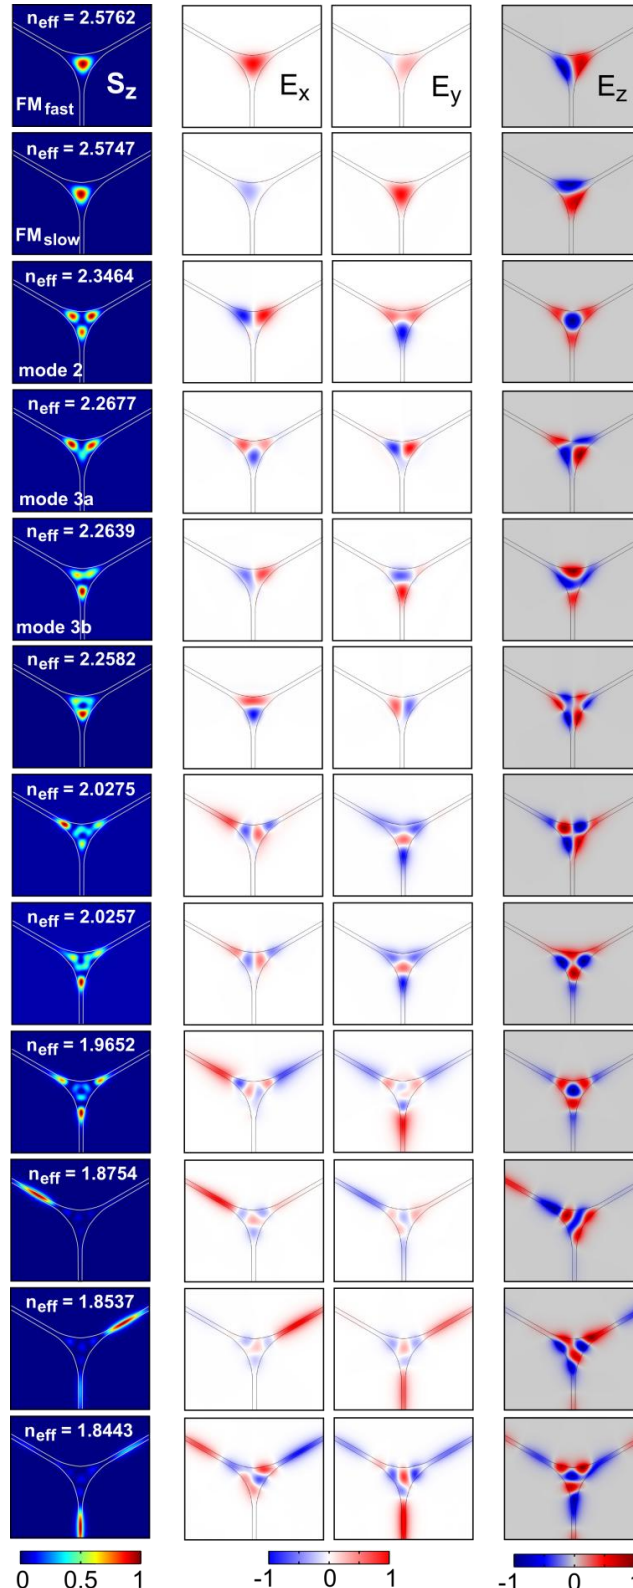 n_eff = 2.5762
S_z E_x E_y E_z
FM_fast
n_eff = 2.5747
FM_slow
n_eff = 2.3464
mode 2
n_eff = 2.2677
mode 3a
n_eff = 2.2639
mode 3b
n_eff = 2.2582
n_eff = 2.0275
n_eff = 2.0257
n_eff = 1.9652
n_eff = 1.8754
n_eff = 1.8537
n_eff = 1.8443
0 0.5 1 -1 0 1 -1 0 1